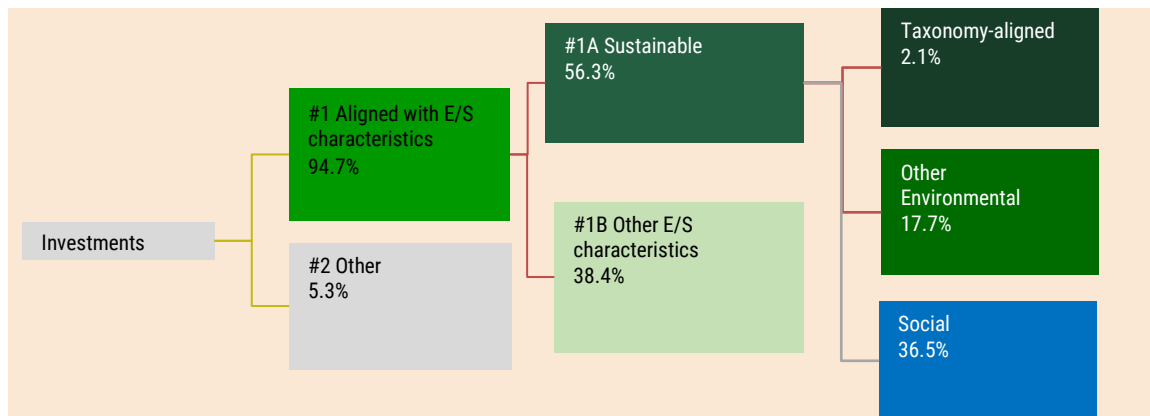 Investments
#1 Aligned with E/S
characteristics
94.7%
#2 Other
5.3%
#1A Sustainable
56.3%
#1B Other E/S
characteristics
38.4%
Taxonomy-aligned
2.1%
Other
Environmental
17.7%
Social
36.5%